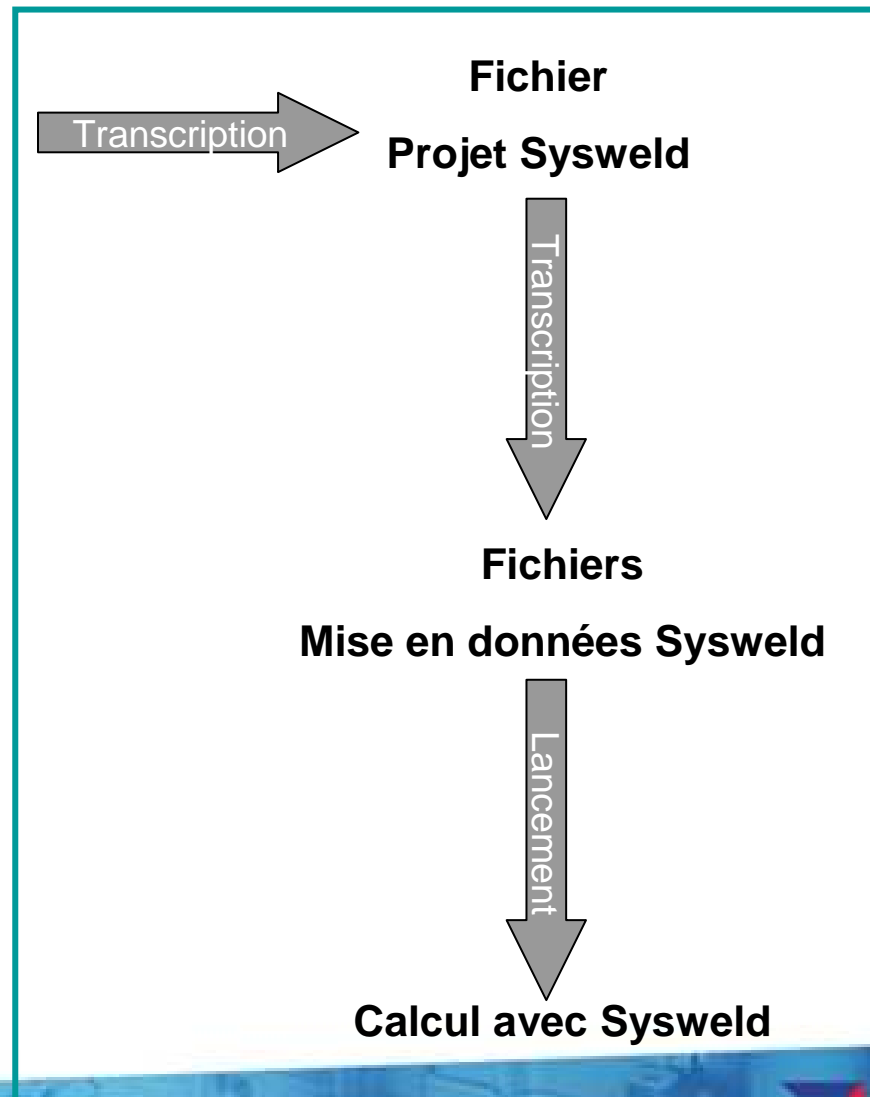 Fichier
Transcription
Projet Sysweld
Transcription
Fichiers
Mise en données Sysweld
Lancement
Calcul avec Sysweld